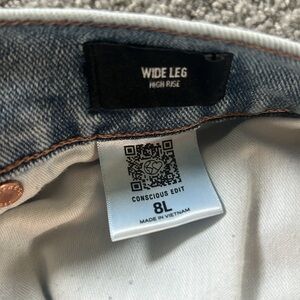 WIDE LEG
HIGH RISE
CONSCIOUS EDIT
8L
MADE IN VIETNAM